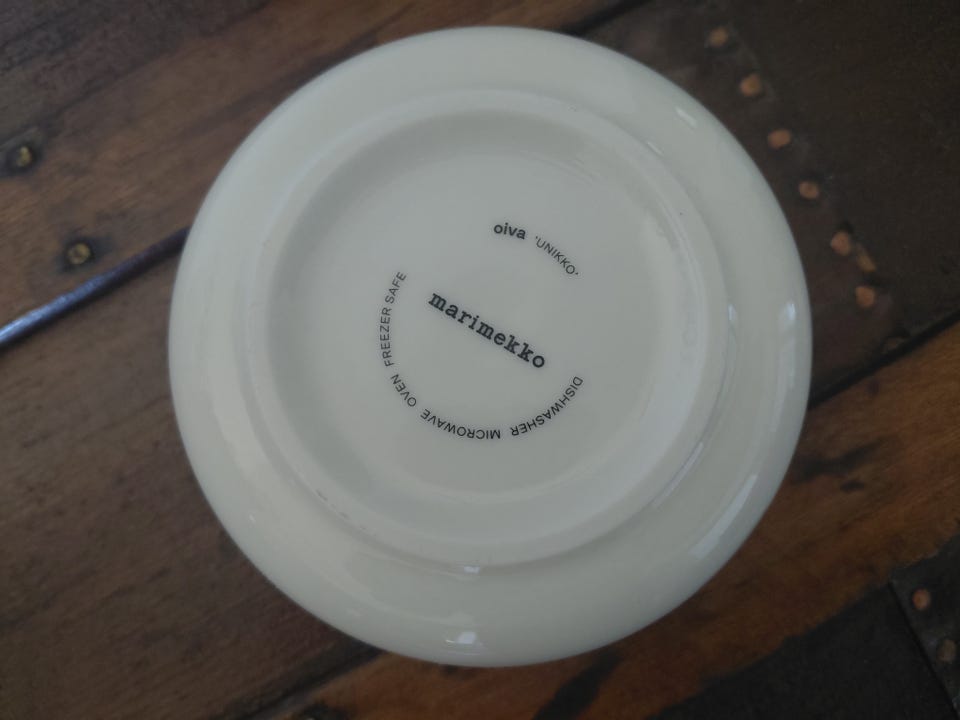 oiva 'UNIKKO'
marimekko
DISHWASHER MICROWAVE OVEN FREEZER SAFE